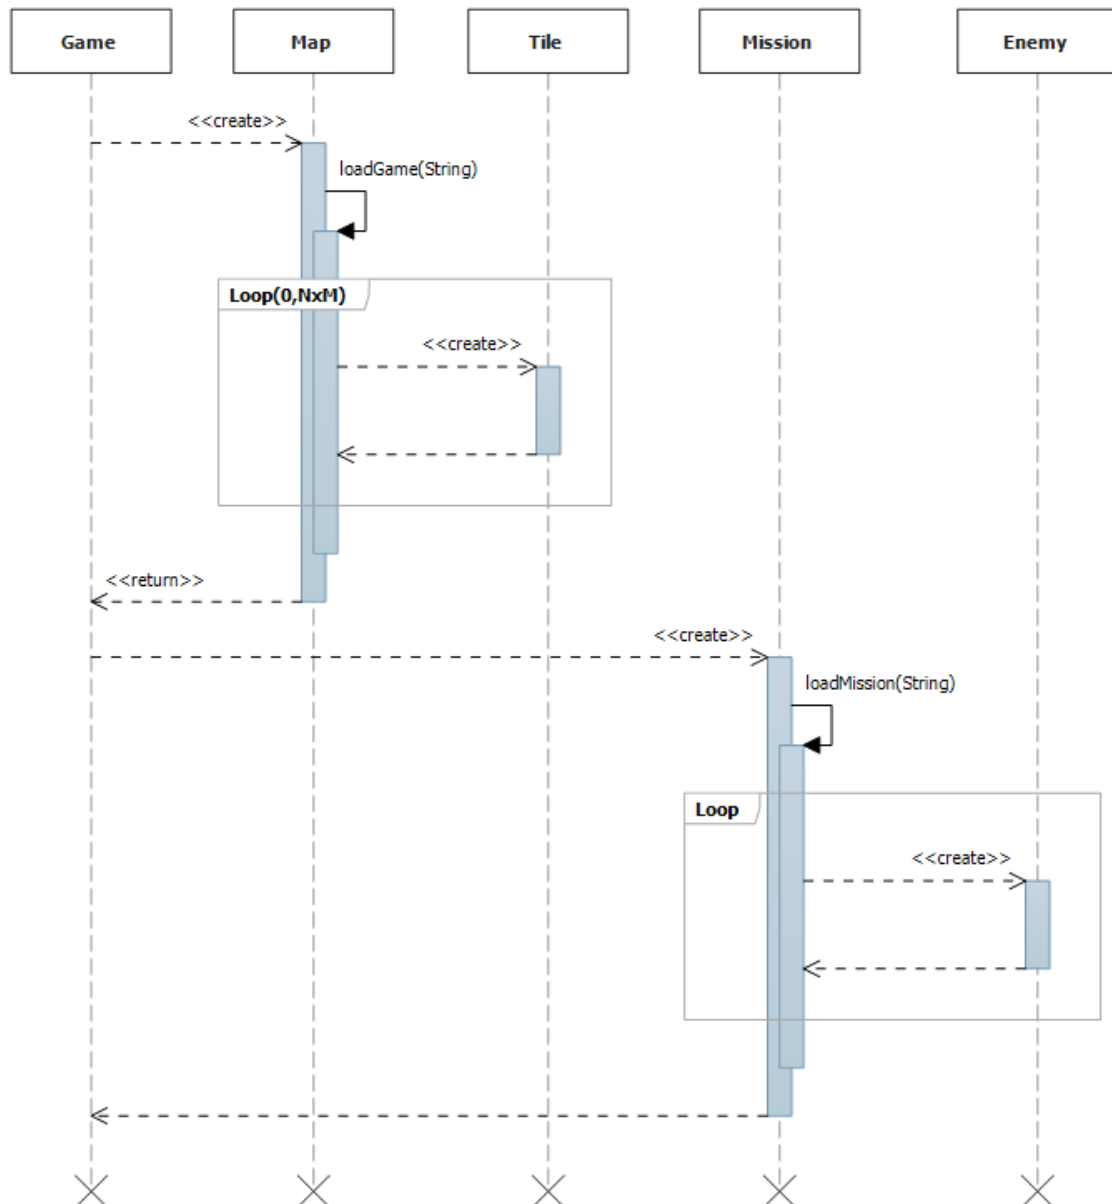 Game
Map
Tile
Mission
Enemy
<<create>>
loadGame(String)
Loop(0,NxM)
<<create>>
<<return>>
<<create>>
loadMission(String)
Loop
<<create>>